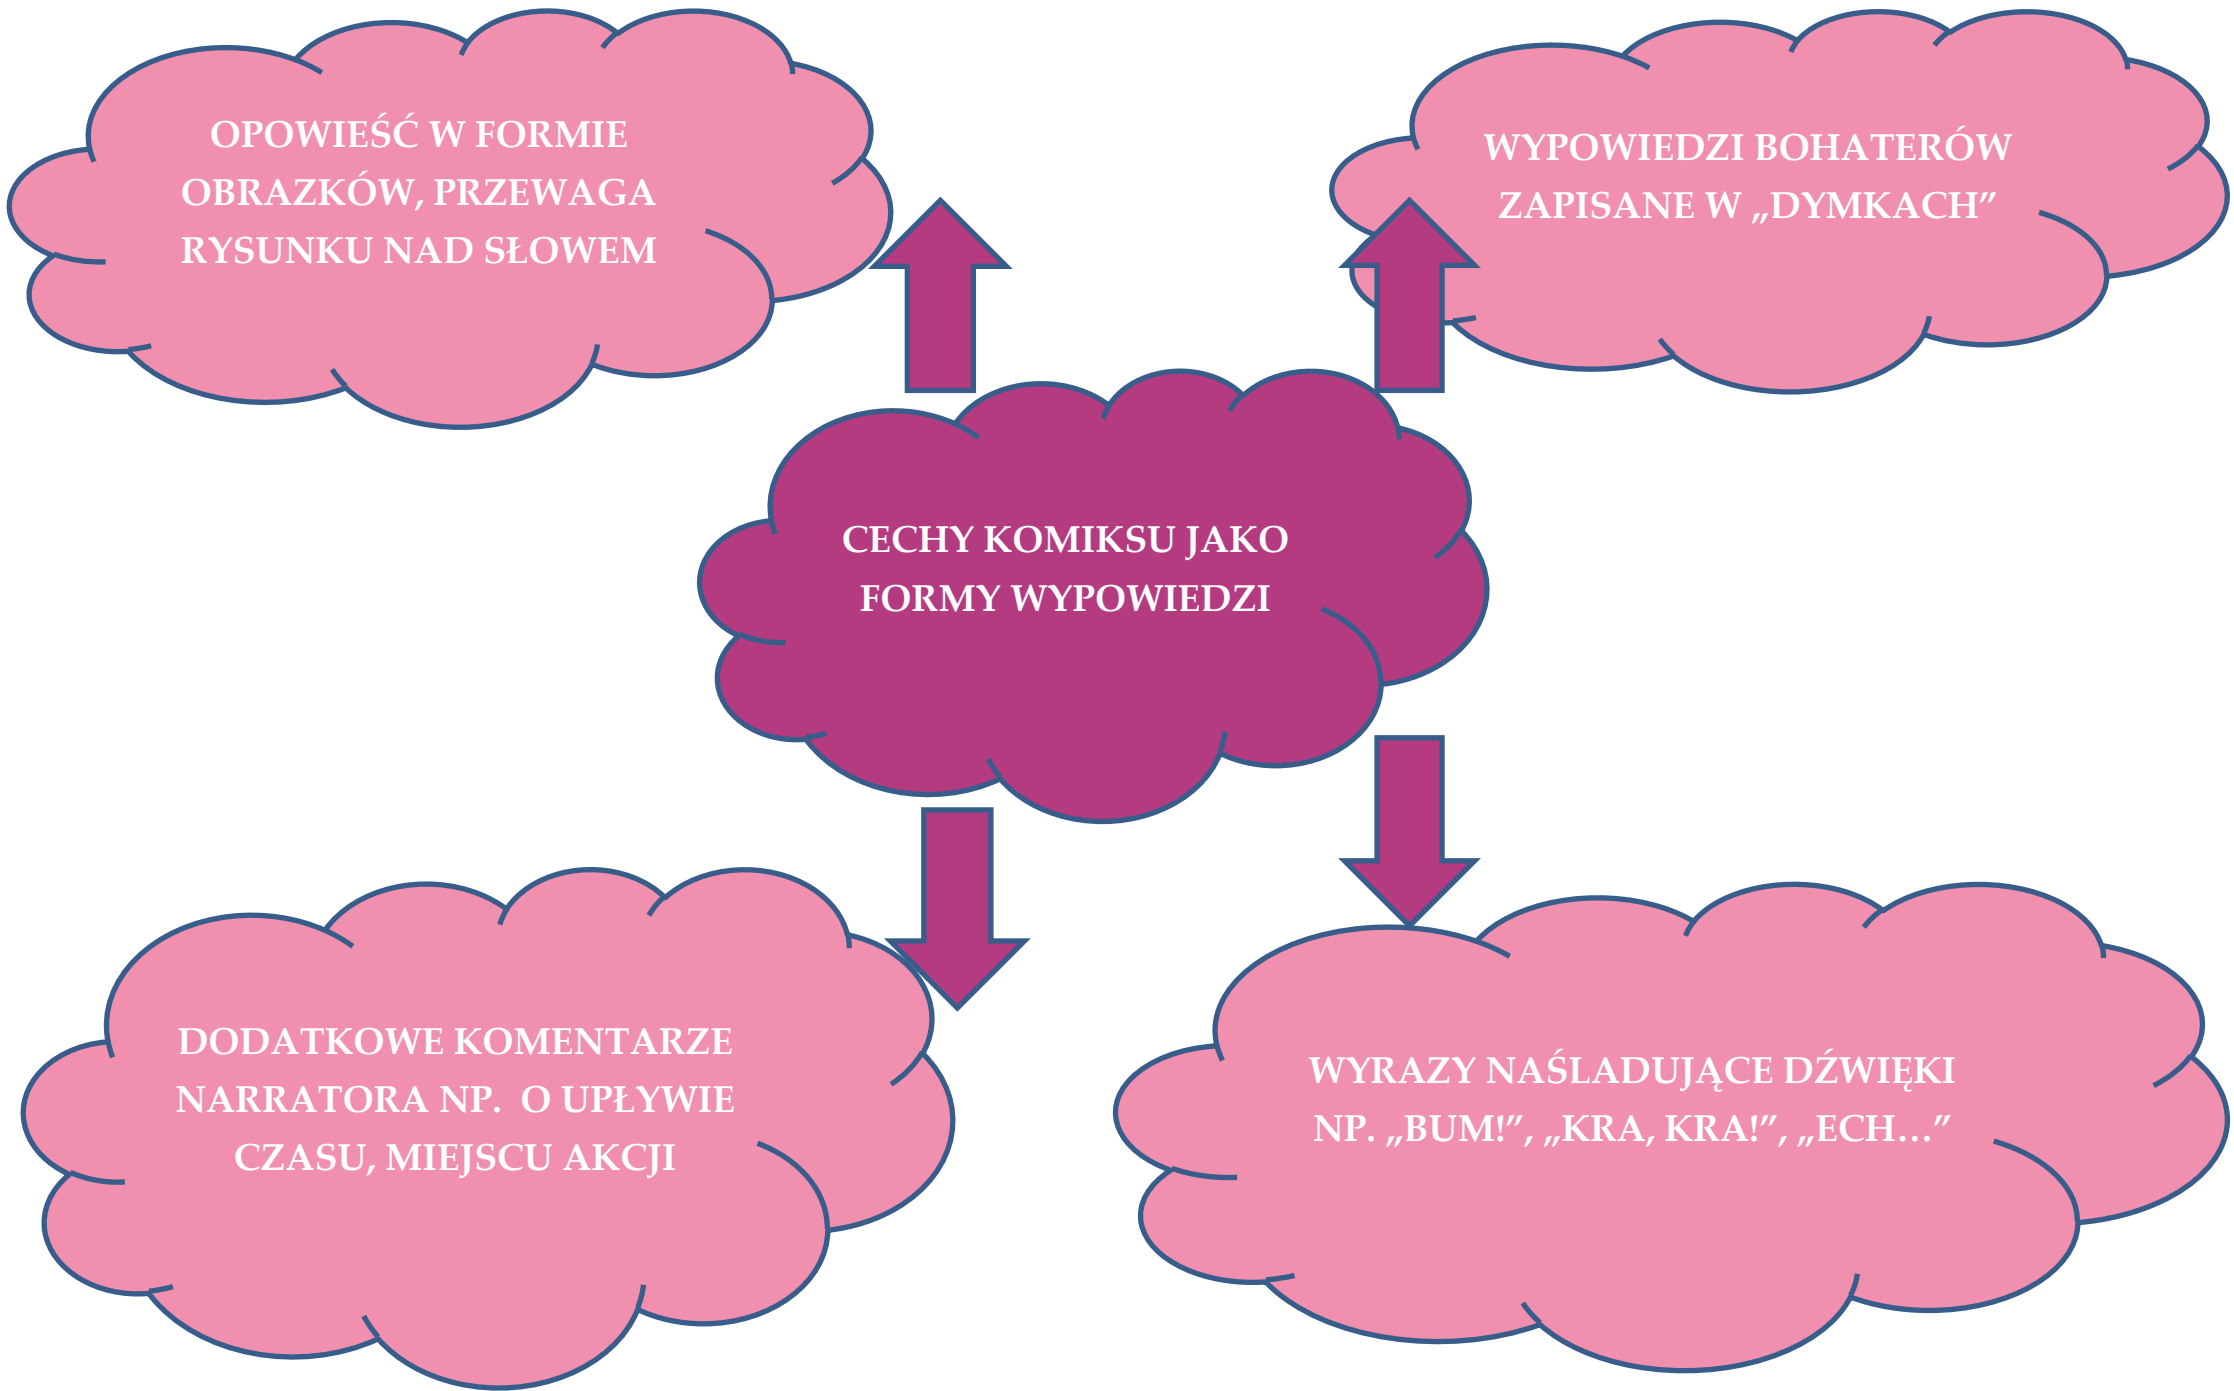 OPOWIEŚĆ W FORMIE
OBRAZKÓW, PRZEWAGA
RYSUNKU NAD SŁOWEM
WYPOWIEDZI BOHATERÓW
ZAPISANE W „DYMKACH”
CECHY KOMIKSU JAKO
FORMY WYPOWIEDZI
DODATKOWE KOMENTARZE
NARRATORA NP.  O UPŁYWIE
CZASU, MIEJSCU AKCJI
WYRAZY NAŚLADUJĄCE DŹWIĘKI
NP. „BUM!”, „KRA, KRA!”, „ECH…”